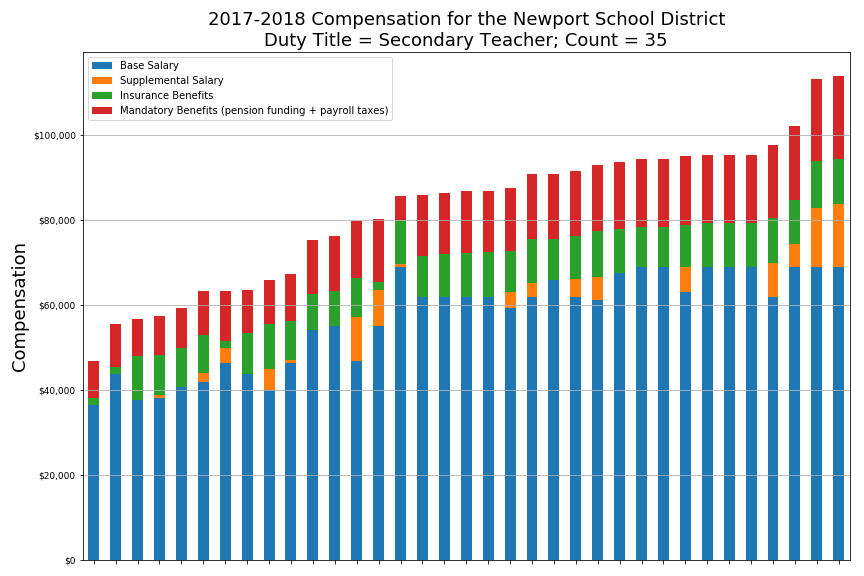 2017-2018 Compensation for the Newport School District
Duty Title = Secondary Teacher; Count = 35
Base Salary
Supplemental Salary
Insurance Benefits
Mandatory Benefits (pension funding + payroll taxes)
$100,000
$80,000
$60,000
$40,000
$20,000
$0
Compensation